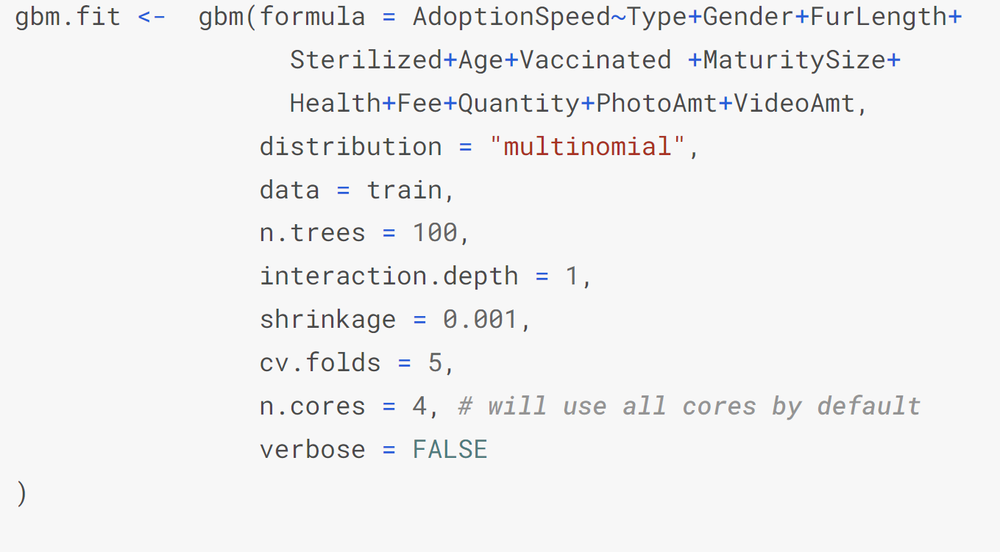 gbm.fit <-  gbm(formula = AdoptionSpeed~Type+Gender+FurLength+
                  Sterilized+Age+Vaccinated +MaturitySize+
                  Health+Fee+Quantity+PhotoAmt+VideoAmt,
                distribution = "multinomial",
                data = train,
                n.trees = 100,
                interaction.depth = 1,
                shrinkage = 0.001,
                cv.folds = 5,
                n.cores = 4, # will use all cores by default
                verbose = FALSE
)